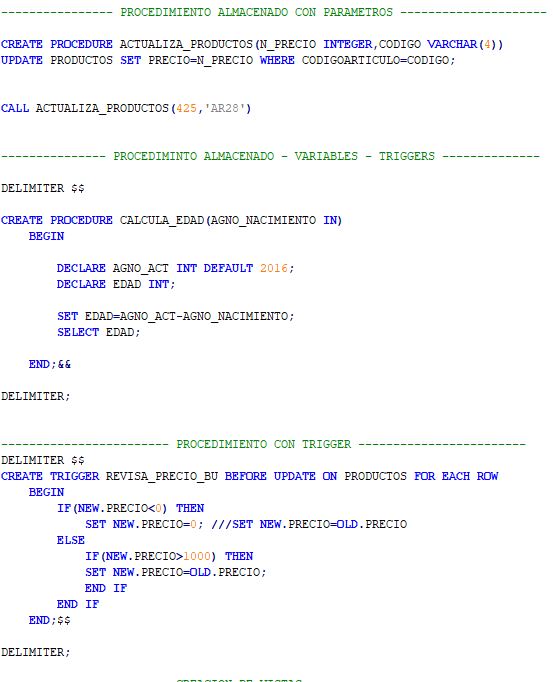 --------------- PROCEDIMIENTO ALMACENADO CON PARAMETROS ---------------------
CREATE PROCEDURE ACTUALIZA_PRODUCTOS(N_PRECIO INTEGER,CODIGO VARCHAR(4))
UPDATE PRODUCTOS SET PRECIO=N_PRECIO WHERE CODIGOARTICULO=CODIGO;
CALL ACTUALIZA_PRODUCTOS(425,'AR28')
--------------- PROCEDIMINTO ALMACENADO - VARIABLES - TRIGGERS --------------
DELIMITER $$
CREATE PROCEDURE CALCULA_EDAD(AGNO_NACIMIENTO IN)
BEGIN
DECLARE AGNO_ACT INT DEFAULT 2016;
DECLARE EDAD INT;
SET EDAD=AGNO_ACT-AGNO_NACIMIENTO;
SELECT EDAD;
END;&&
DELIMITER;
------------------------ PROCEDIMIENTO CON TRIGGER ------------------------
DELIMITER $$
CREATE TRIGGER REVISA_PRECIO_BU BEFORE UPDATE ON PRODUCTOS FOR EACH ROW
BEGIN
IF(NEW.PRECIO<0) THEN
SET NEW.PRECIO=0; ///SET NEW.PRECIO=OLD.PRECIO
ELSE
IF(NEW.PRECIO>1000) THEN
SET NEW.PRECIO=OLD.PRECIO;
END IF
END IF
END;$$
DELIMITER;